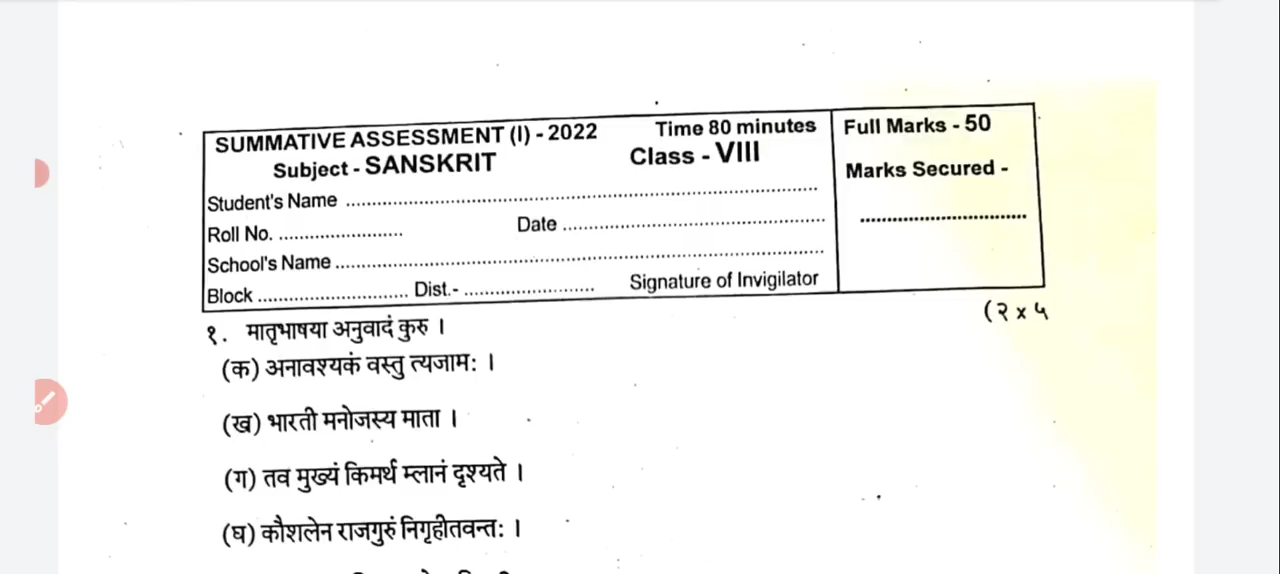 SUMMATIVE ASSESSMENT (I) - 2022 Time 80 minutes Full Marks - 50
Subject - SANSKRIT Class - VIII Marks Secured -
Student's Name ..........................................................................................
Roll No. ......................... Date ..................................................... ................................
School's Name ..........................................................................................
Block ............................. Dist.- ......................... Signature of Invigilator
१. मातृभाषया अनुवादं कुरु । (२ x ५
(क) अनावश्यकं वस्तु त्यजामः ।
(ख) भारती मनोजस्य माता ।
(ग) तव मुख्यं किमर्थ म्लानं दृश्यते ।
(घ) कौशलेन राजगुरुं निगृहीतवन्तः ।